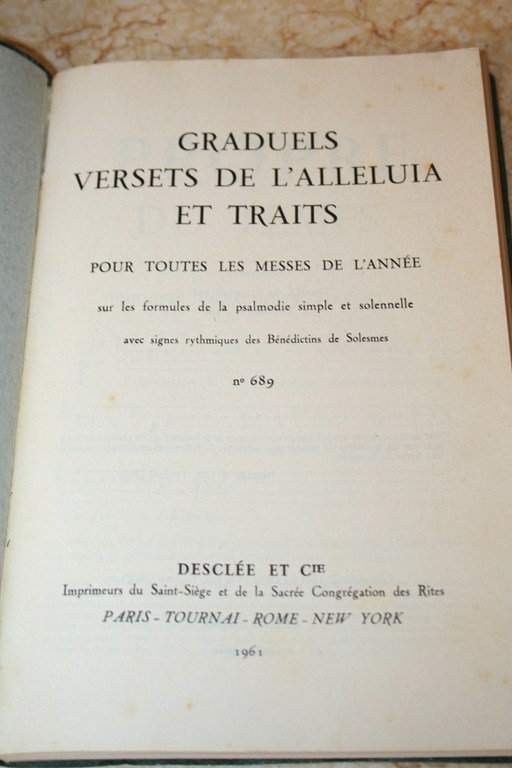 GRADUELS
VERSETS DE L'ALLELUIA
ET TRAITS
POUR TOUTES LES MESSES DE L'ANNÉE
sur les formules de la psalmodie simple et solennelle
avec signes rythmiques des Bénédictins de Solesmes
nº 689
DESCLÉE ET CIE
Imprimeurs du Saint-Siège et de la Sacrée Congrégation des Rites
PARIS - TOURNAI - ROME - NEW YORK
1961